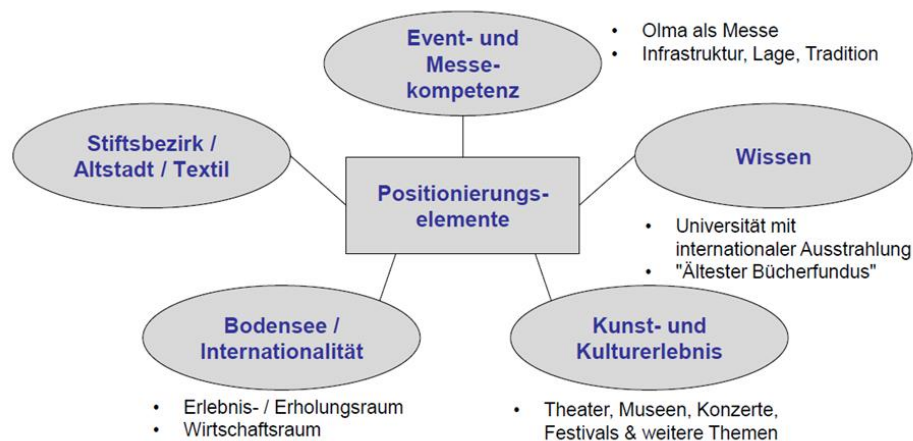 Event- und
Messe-
kompetenz
• Olma als Messe
• Infrastruktur, Lage, Tradition
Stiftsbezirk /
Altstadt / Textil
Positionierungs-
elemente
Wissen
• Universität mit
internationaler Ausstrahlung
• "Ältester Bücherfundus"
Bodensee /
Internationalität
• Erlebnis- / Erholungsraum
• Wirtschaftsraum
Kunst- und
Kulturerlebnis
• Theater, Museen, Konzerte,
Festivals & weitere Themen